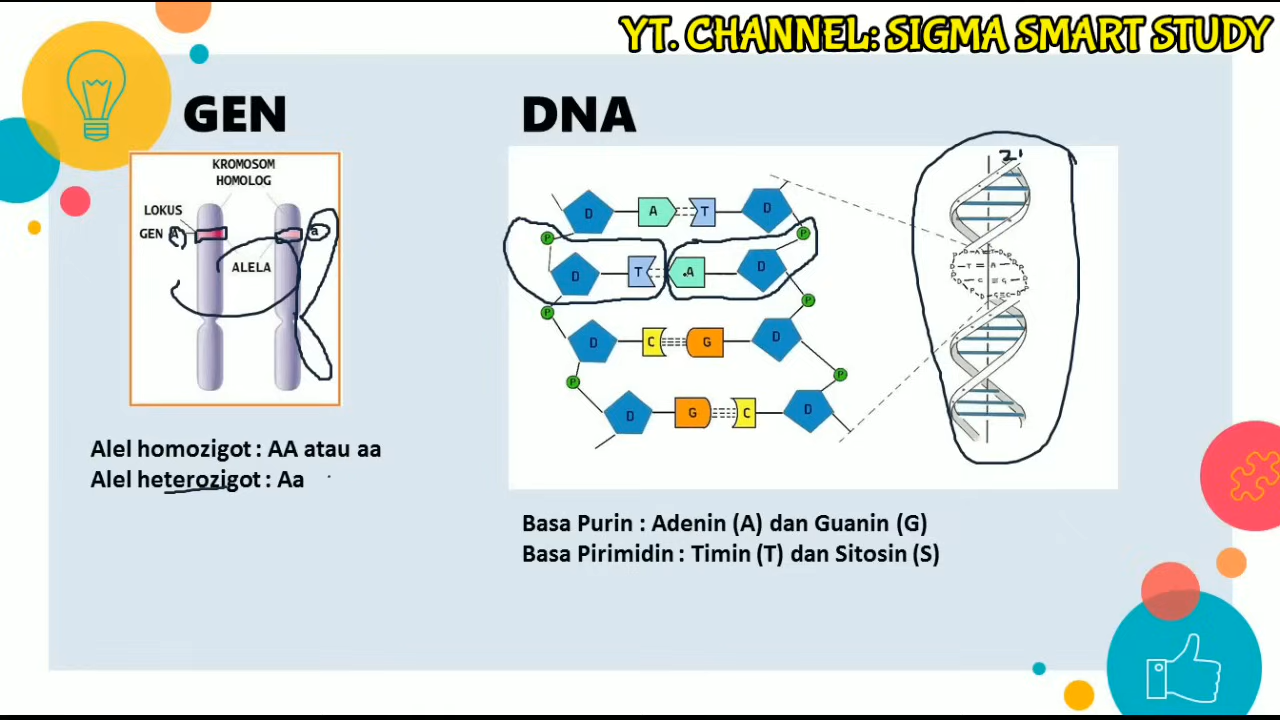 YT. CHANNEL: SIGMA SMART STUDY
GEN
KROMOSOM
HOMOLOG
LOKUS
GEN A
a
ALELA
Alel homozigot : AA atau aa
Alel heterozigot : Aa
DNA
D A T D
P P
D T A D
P P
D C G D
P P
D G C D
Basa Purin : Adenin (A) dan Guanin (G)
Basa Pirimidin : Timin (T) dan Sitosin (S)